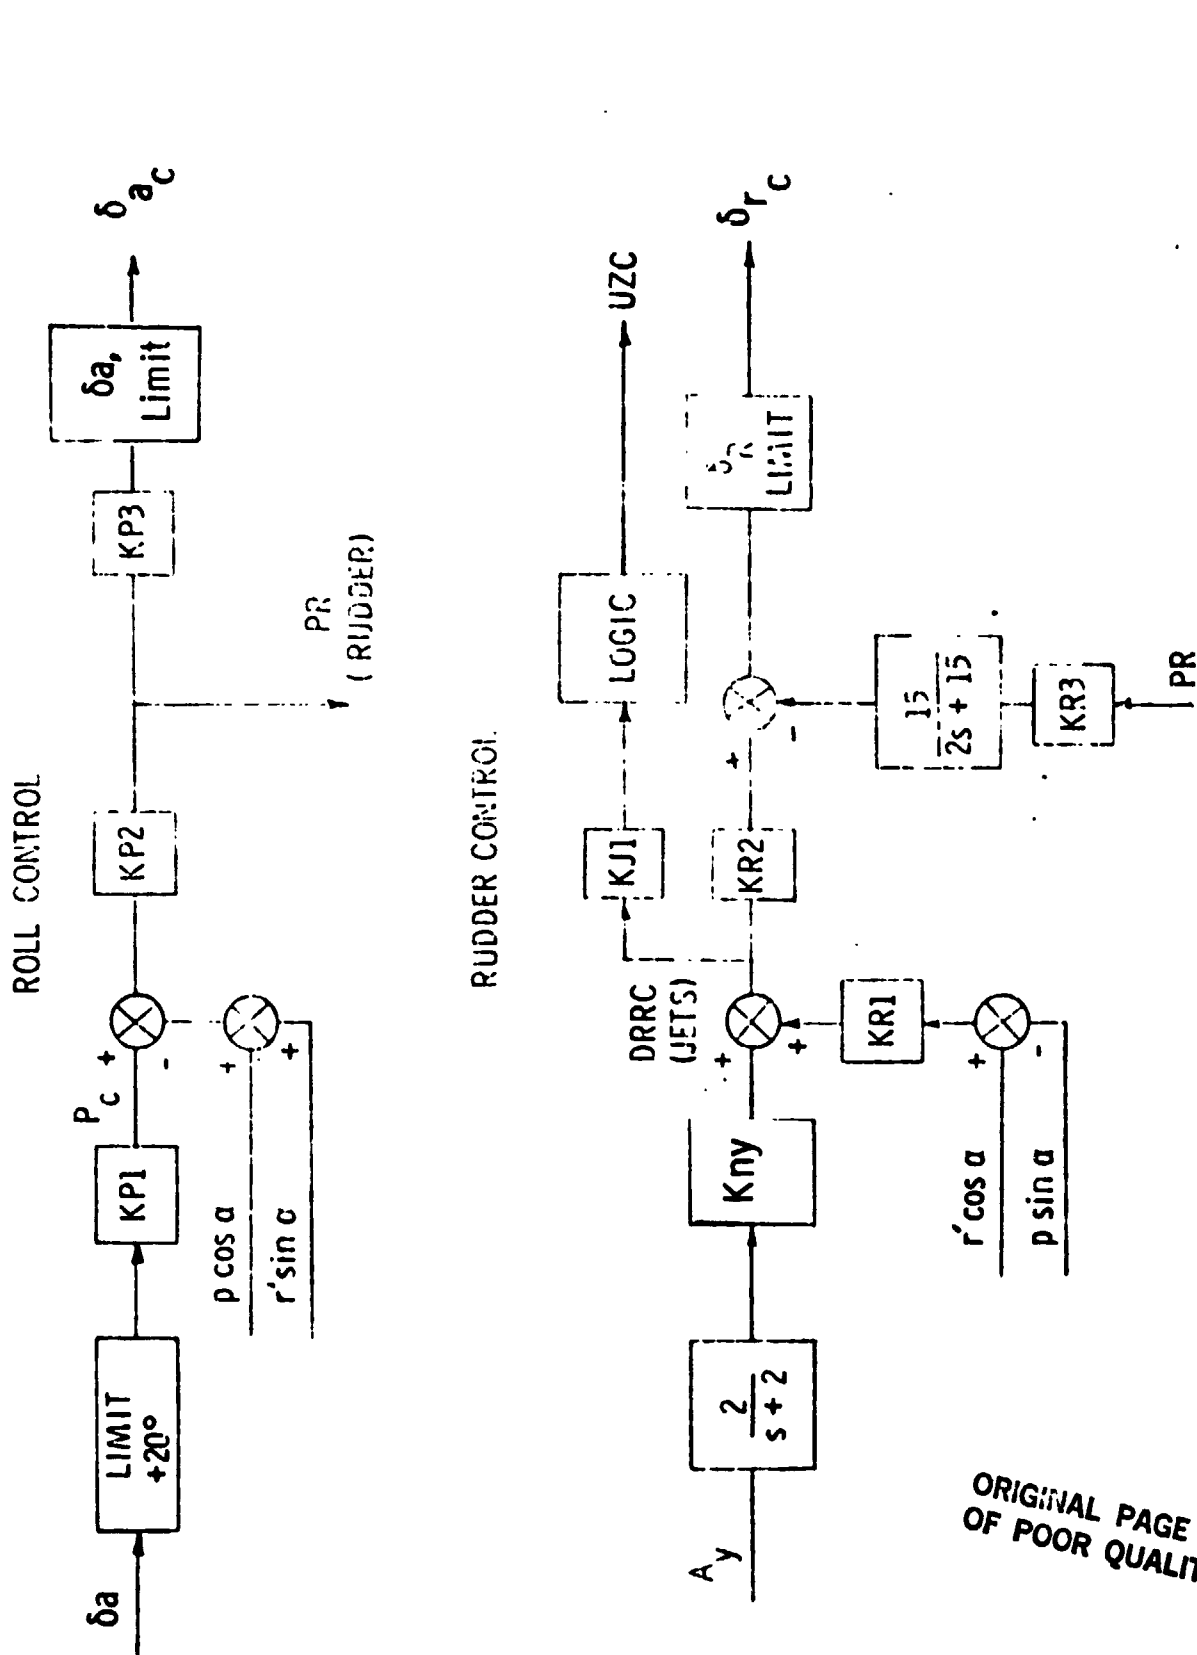 ROLL CONTROL
δa
LIMIT
+20°
KP1
P c
+
-
p cos α
r′sin α
+
+
KP2
PR
(RUDDER)
KP3
δa,
Limit
δ a c
RUDDER CONTROL
A y
2
s + 2
Kny
+
+
DRRC
(JETS)
r′cos α
p sin α
+
-
KR1
KJ1
LOGIC
UZC
KR2
+
-
15
2s + 15
KR3
PR
LIMIT
δ r c
ORIGINAL PAGE
OF POOR QUALIT